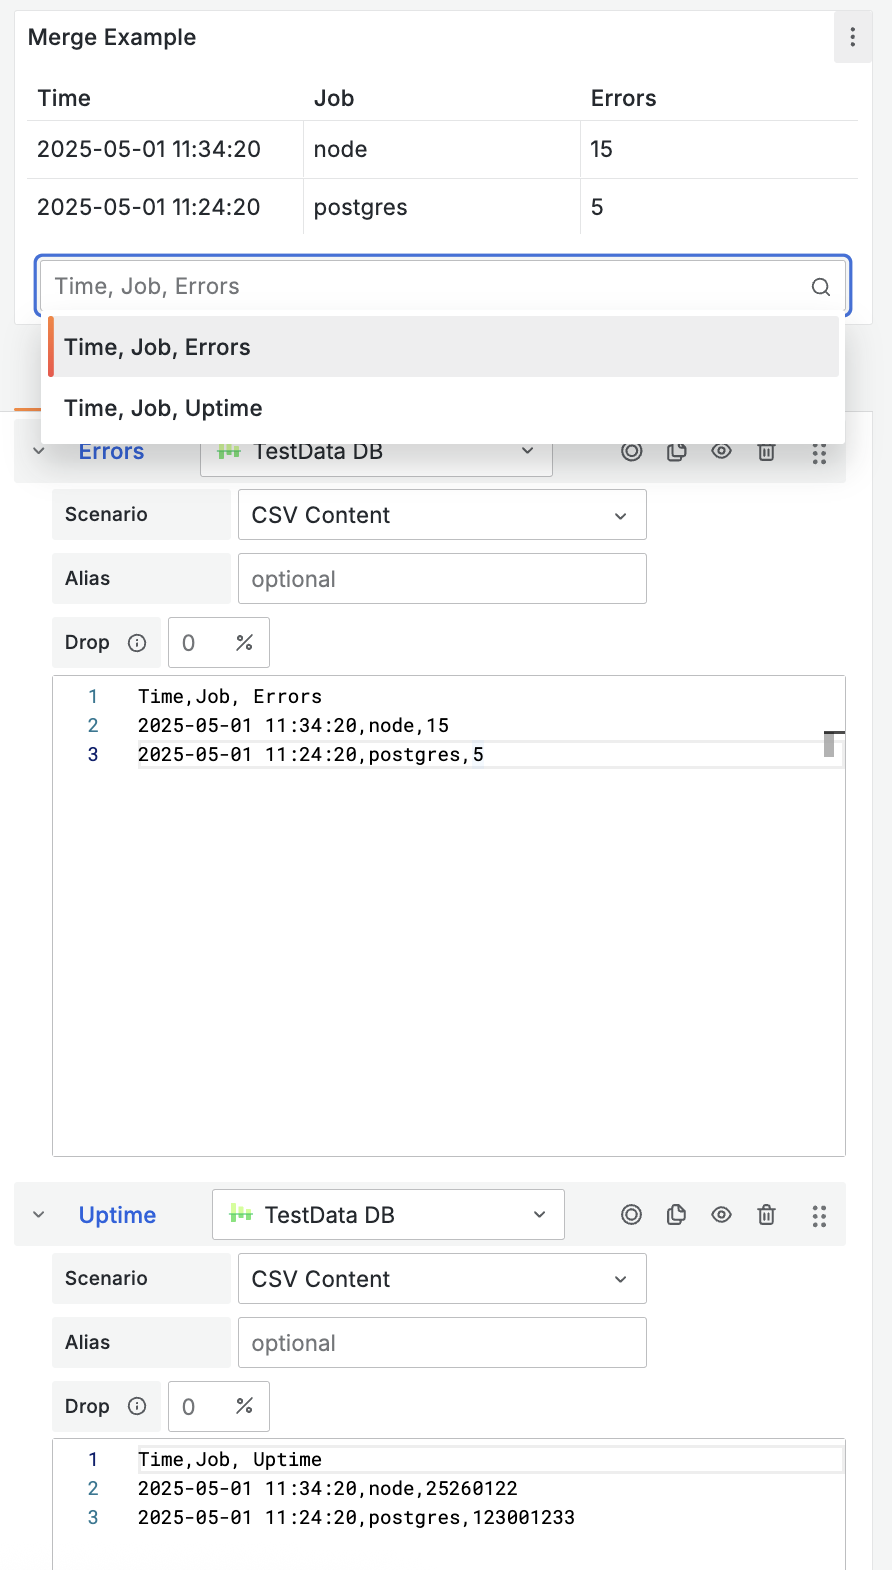 Merge Example
Time Job Errors
2025-05-01 11:34:20 node 15
2025-05-01 11:24:20 postgres 5
Time, Job, Errors
Time, Job, Errors
Time, Job, Uptime
Errors TestData DB
Scenario CSV Content
Alias optional
Drop 0 %
1 Time,Job, Errors
2 2025-05-01 11:34:20,node,15
3 2025-05-01 11:24:20,postgres,5
Uptime TestData DB
Scenario CSV Content
Alias optional
Drop 0 %
1 Time,Job, Uptime
2 2025-05-01 11:34:20,node,25260122
3 2025-05-01 11:24:20,postgres,123001233